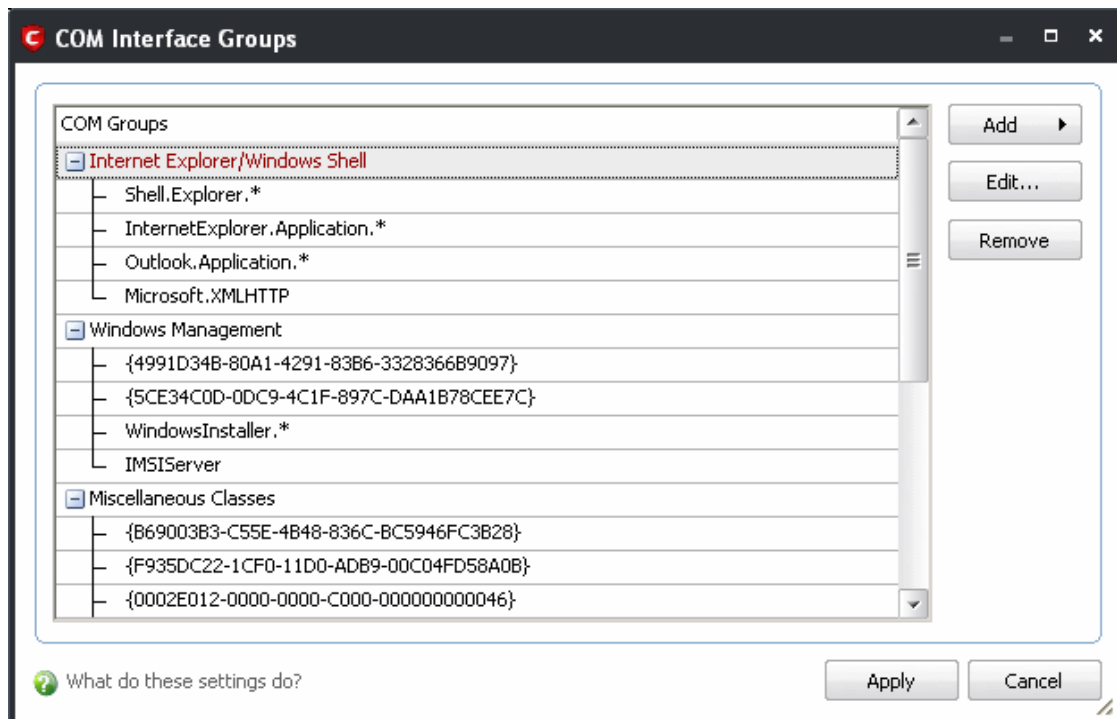 COM Interface Groups
COM Groups
Internet Explorer/Windows Shell
Shell.Explorer.*
InternetExplorer.Application.*
Outlook.Application.*
Microsoft.XMLHTTP
Windows Management
{4991D34B-80A1-4291-83B6-3328366B9097}
{5CE34C0D-0DC9-4C1F-897C-DAA1B78CEE7C}
WindowsInstaller.*
IMSIServer
Miscellaneous Classes
{B69003B3-C55E-4B48-836C-BC5946FC3B28}
{F935DC22-1CF0-11D0-ADB9-00C04FD58A0B}
{0002E012-0000-0000-C000-000000000046}
Add
Edit...
Remove
What do these settings do?
Apply
Cancel